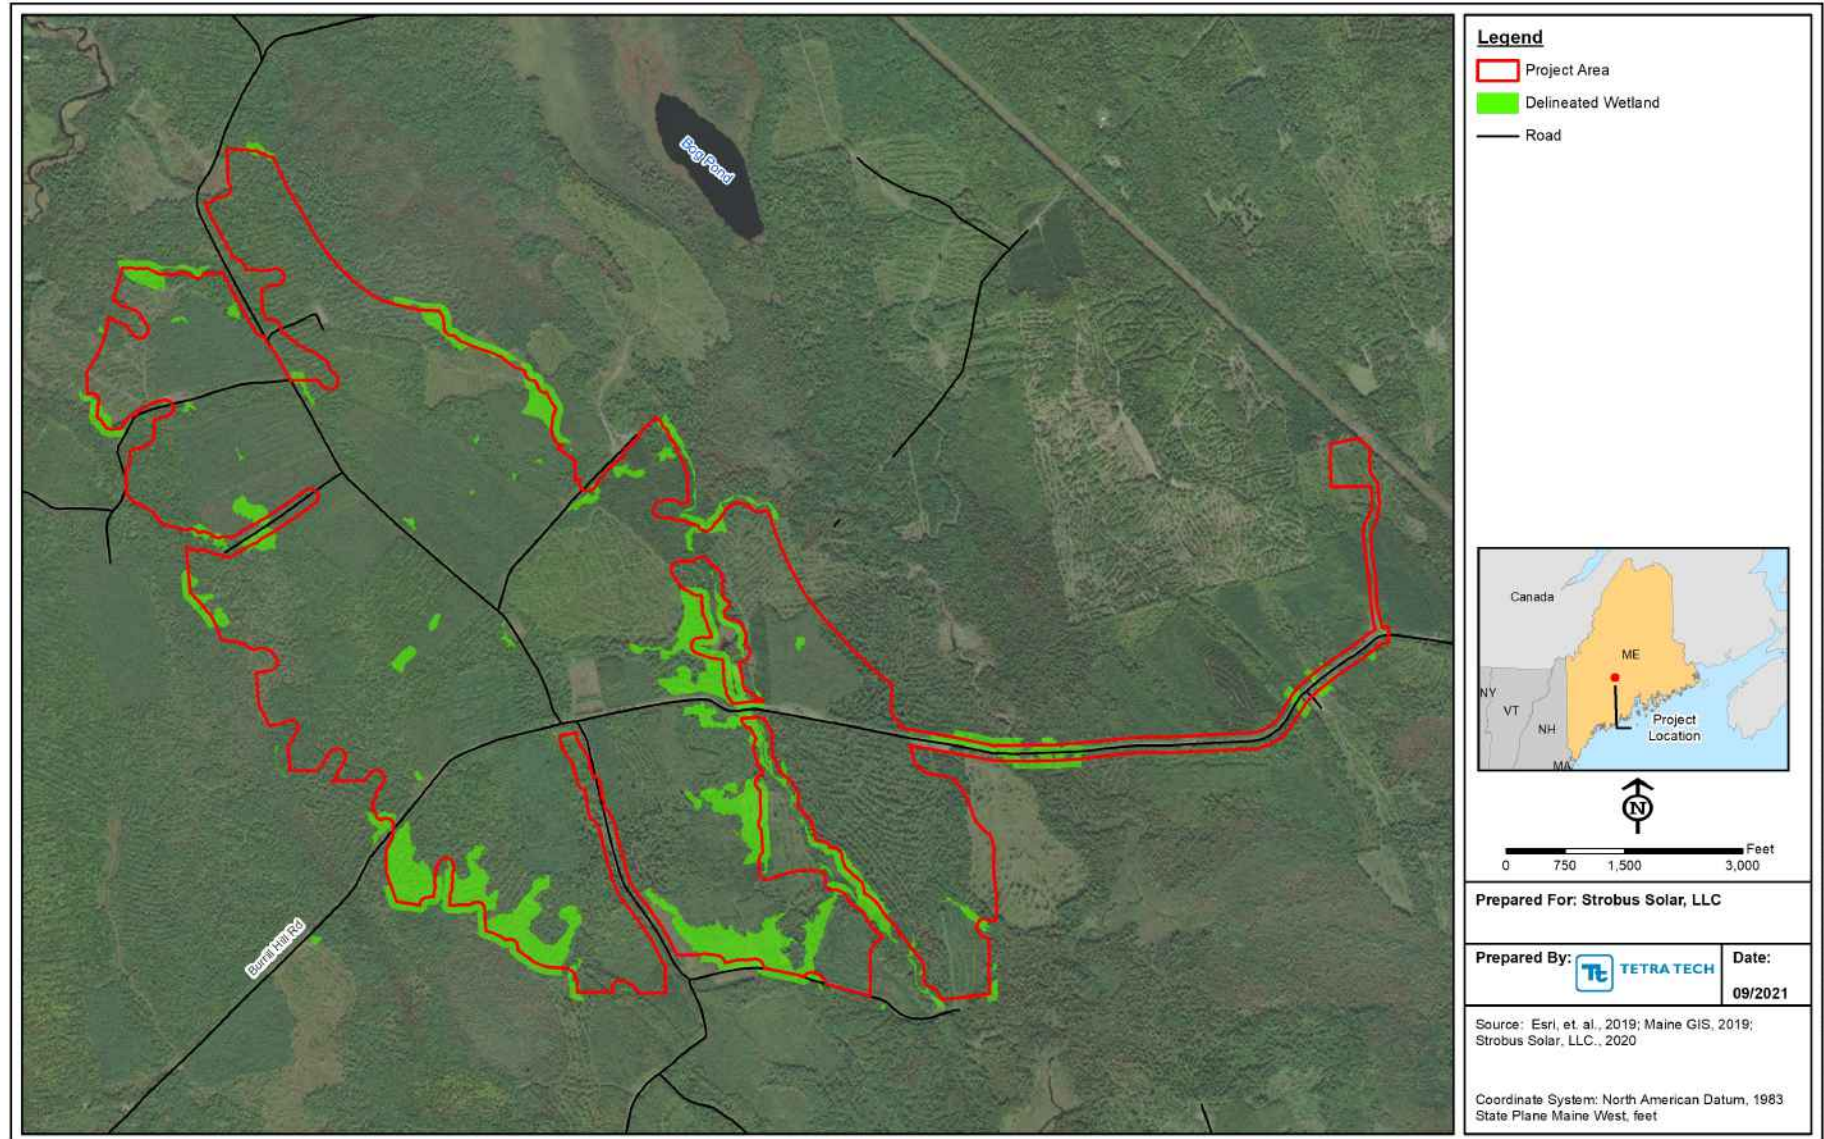 Bog Pond
Burrill Hill Rd
Legend
Project Area
Delineated Wetland
Road
Canada
ME
NY
VT
NH
MA
Project
Location
N
Feet
0 750 1,500 3,000
Prepared For: Strobus Solar, LLC
Prepared By:
Tt TETRA TECH
Date:
09/2021
Source: Esri, et. al., 2019; Maine GIS, 2019;
Strobus Solar, LLC., 2020
Coordinate System: North American Datum, 1983
State Plane Maine West, feet